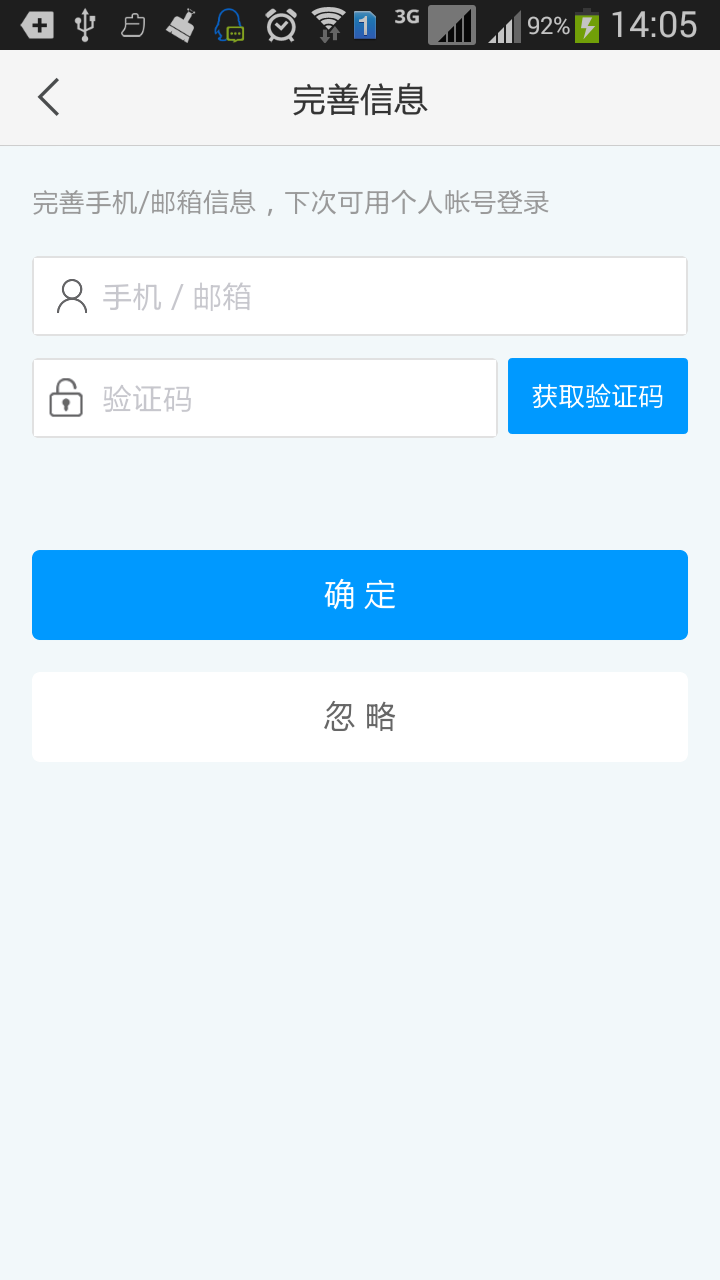 1 3G 92% 14:05
完善信息
完善手机/邮箱信息，下次可用个人帐号登录
手机 / 邮箱
验证码 获取验证码
确 定
忽 略